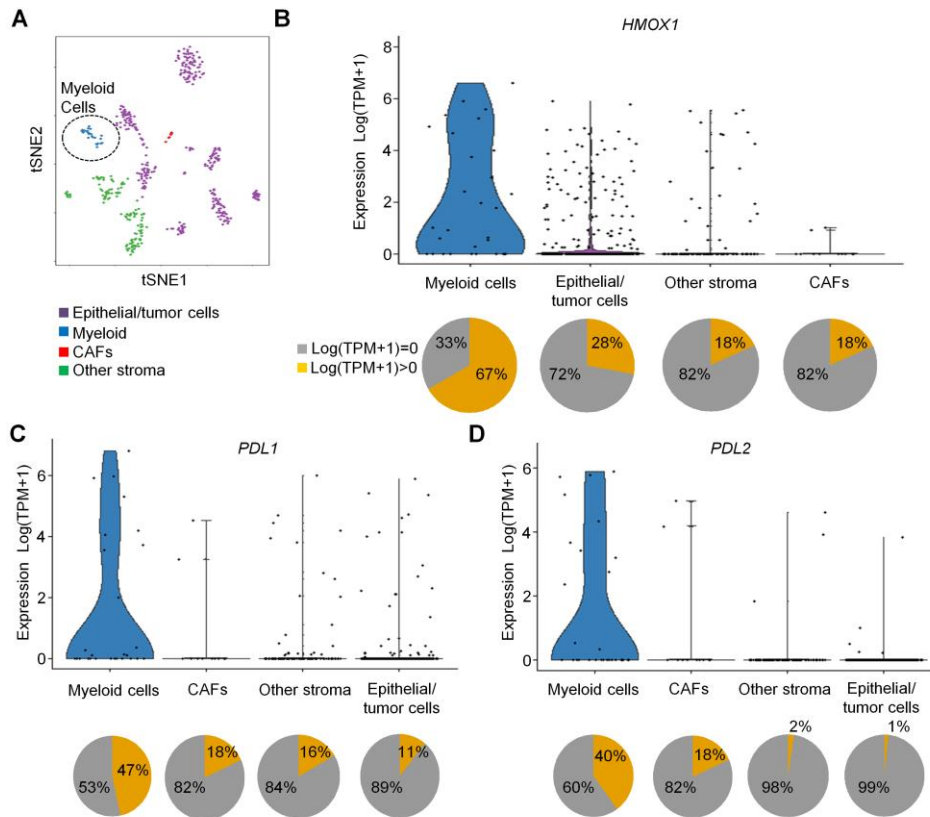 A
Myeloid
Cells
tSNE2
tSNE1
Epithelial/tumor cells
Myeloid
CAFs
Other stroma
B
HMOX1
Expression Log(TPM+1)
8
6
4
2
0
Myeloid cells
Epithelial/
tumor cells
Other stroma
CAFs
Log(TPM+1)=0
Log(TPM+1)>0
33%
67%
28%
72%
18%
82%
18%
82%
C
PDL1
Expression Log(TPM+1)
6
4
2
0
Myeloid cells
CAFs
Other stroma
Epithelial/
tumor cells
53%
47%
18%
82%
16%
84%
11%
89%
D
PDL2
Expression Log(TPM+1)
6
4
2
0
Myeloid cells
CAFs
Other stroma
Epithelial/
tumor cells
40%
60%
18%
82%
2%
98%
1%
99%